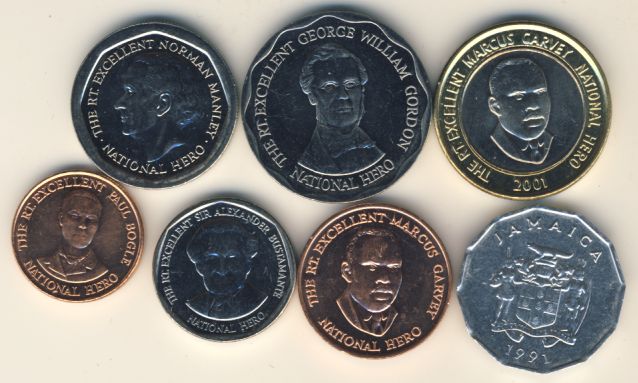 THE RT. EXCELLENT NORMAN MANLEY
· NATIONAL HERO ·
THE RT. EXCELLENT GEORGE WILLIAM GORDON
NATIONAL HERO
THE RT. EXCELLENT MARCUS GARVEY NATIONAL HERO
2001
THE RT. EXCELLENT PAUL BOGLE
NATIONAL HERO
THE RT. EXCELLENT SIR ALEXANDER BUSTAMANTE
NATIONAL HERO
THE RT. EXCELLENT MARCUS GARVEY
NATIONAL HERO
JAMAICA
1991